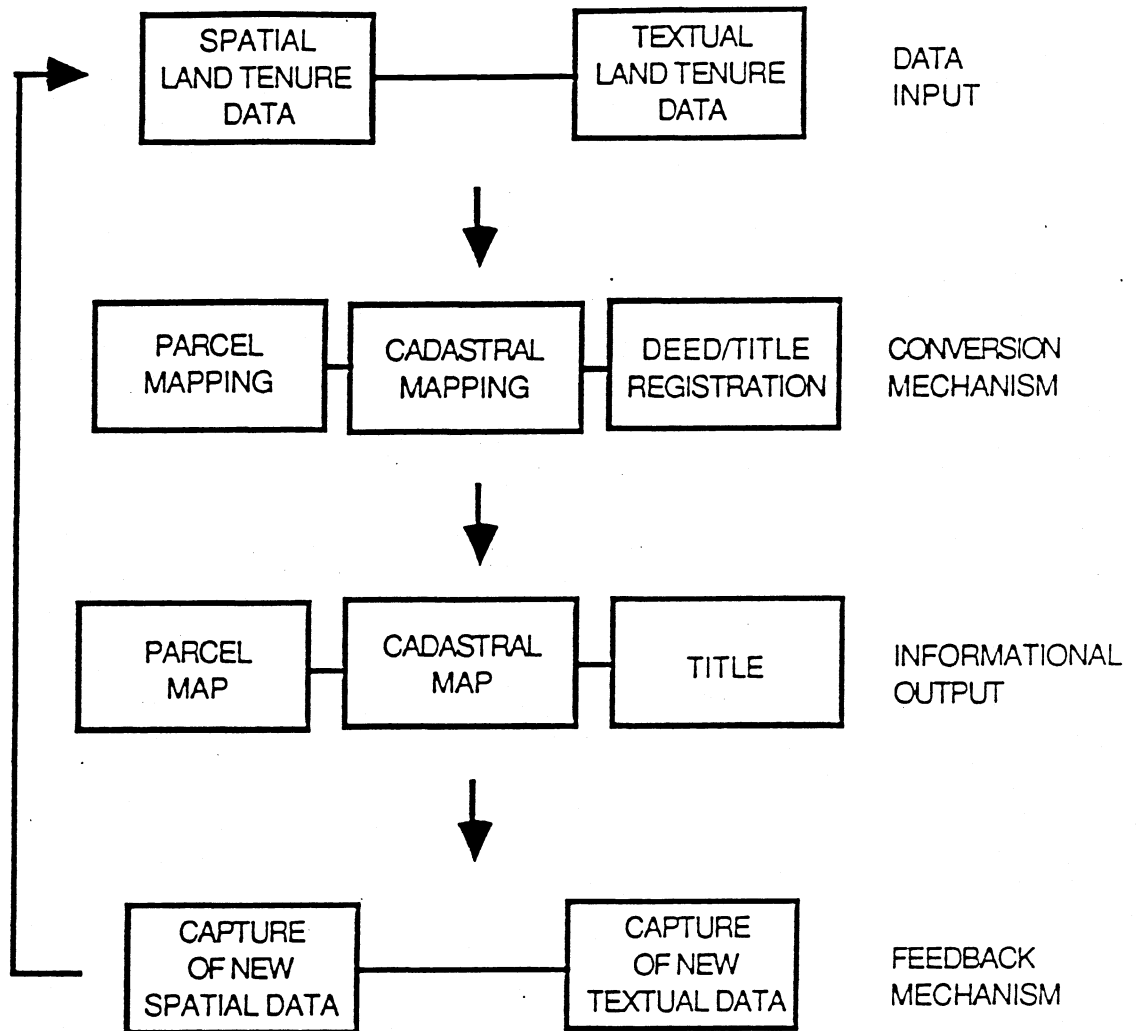 SPATIAL
LAND TENURE
DATA
TEXTUAL
LAND TENURE
DATA
DATA
INPUT
PARCEL
MAPPING
CADASTRAL
MAPPING
DEED/TITLE
REGISTRATION
CONVERSION
MECHANISM
PARCEL
MAP
CADASTRAL
MAP
TITLE
INFORMATIONAL
OUTPUT
CAPTURE
OF NEW
SPATIAL DATA
CAPTURE
OF NEW
TEXTUAL DATA
FEEDBACK
MECHANISM